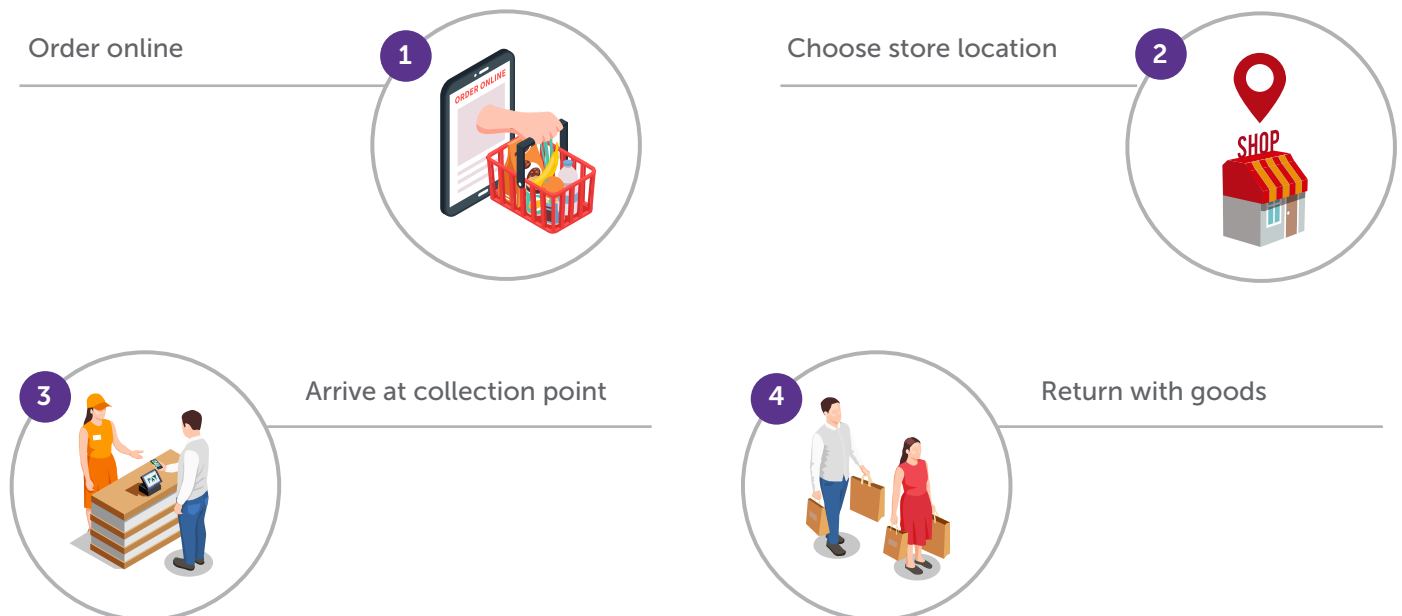 Order online
1
ORDER ONLINE
Choose store location
2
SHOP
3
Arrive at collection point
4
Return with goods